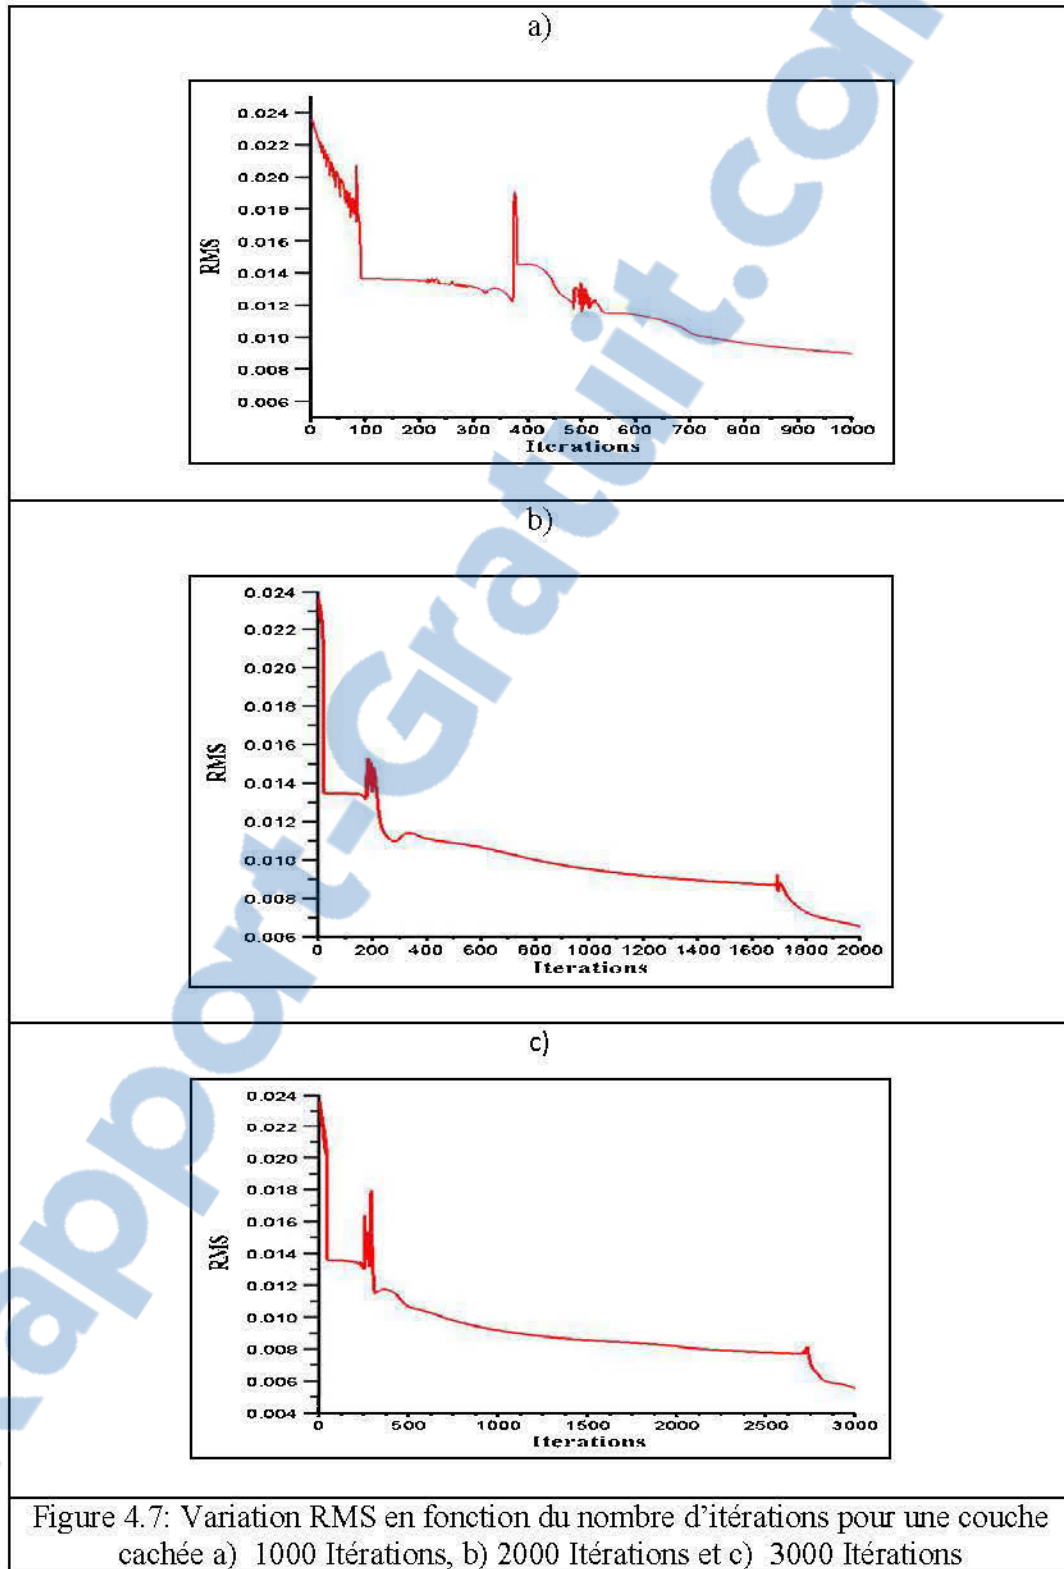 a)
0.024
0.022
0.020
0.018
0.016
0.014
0.012
0.010
0.008
0.006
RMS
0 100 200 300 400 500 600 700 800 900 1000
Iterations
b)
0.024
0.022
0.020
0.018
0.016
0.014
0.012
0.010
0.008
0.006
RMS
0 200 400 600 800 1000 1200 1400 1600 1800 2000
Iterations
c)
0.024
0.022
0.020
0.018
0.016
0.014
0.012
0.010
0.008
0.006
0.004
RMS
0 500 1000 1500 2000 2500 3000
Iterations
Figure 4.7: Variation RMS en fonction du nombre d'itérations pour une couche
cachée a) 1000 Itérations, b) 2000 Itérations et c) 3000 Itérations
Rapport-Gratuit.com